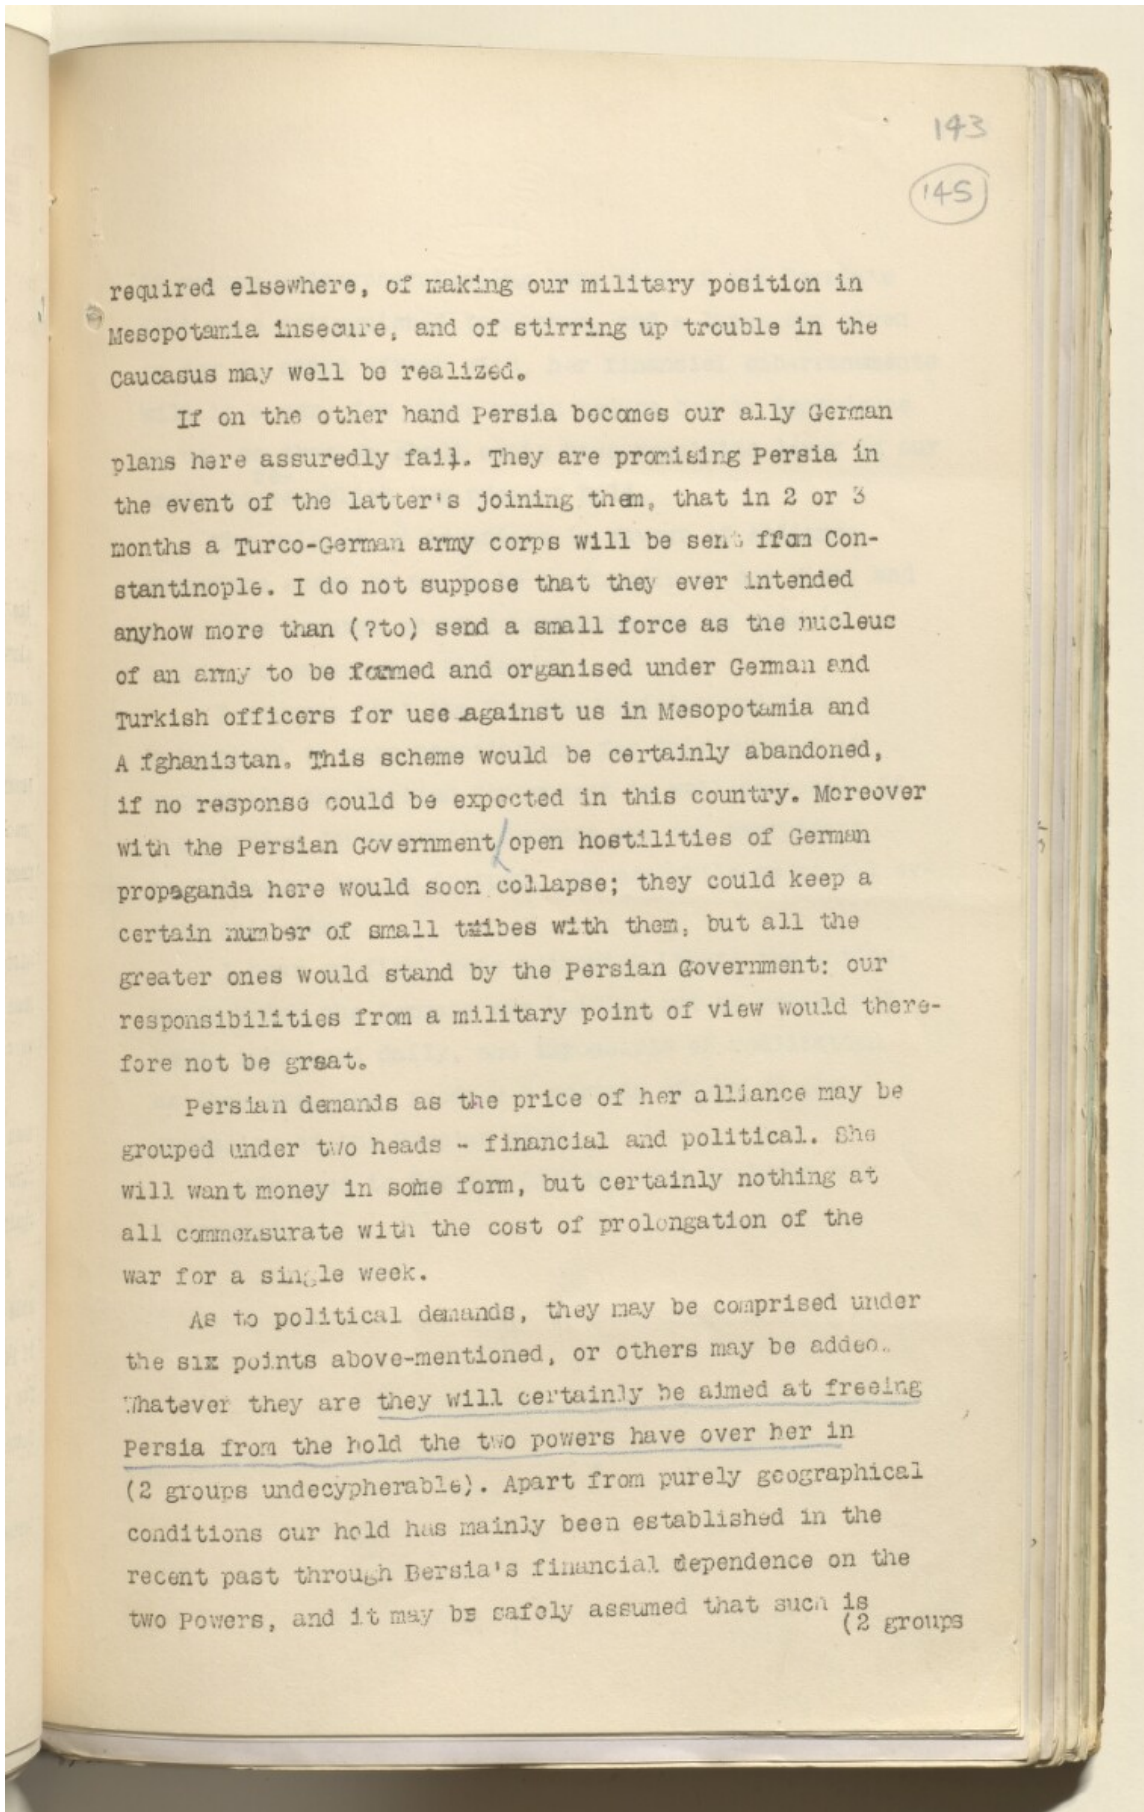 143
145
required elsewhere, of making our military position in
Mesopotamia insecure, and of stirring up trouble in the
Caucasus may well be realized.
If on the other hand Persia becomes our ally German
plans here assuredly fail. They are promising Persia in
the event of the latter's joining them, that in 2 or 3
months a Turco-German army corps will be sent ffom Con-
stantinople. I do not suppose that they ever intended
anyhow more than (?to) send a small force as the nucleus
of an army to be formed and organised under German and
Turkish officers for use against us in Mesopotamia and
A fghanistan. This scheme would be certainly abandoned,
if no response could be expected in this country. Moreover
with the Persian Government open hostilities of German
propaganda here would soon collapse; they could keep a
certain number of small tribes with them, but all the
greater ones would stand by the Persian Government: our
responsibilities from a military point of view would there-
fore not be great.
Persian demands as the price of her alliance may be
grouped under two heads - financial and political. She
will want money in some form, but certainly nothing at
all commensurate with the cost of prolongation of the
war for a single week.
As to political demands, they may be comprised under
the six points above-mentioned, or others may be added.
Whatever they are they will certainly be aimed at freeing
Persia from the hold the two powers have over her in
(2 groups undecypherable). Apart from purely geographical
conditions our hold has mainly been established in the
recent past through Bersia's financial dependence on the
two Powers, and it may be safely assumed that such is
(2 groups